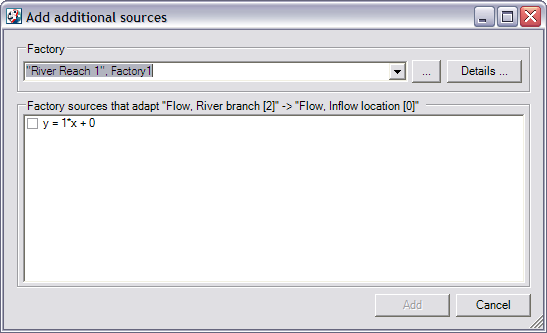 Add additional sources
Factory
"River Reach 1", Factory1
...
Details ...
Factory sources that adapt "Flow, River branch [2]" -> "Flow, Inflow location [0]"
y = 1*x + 0
Add
Cancel